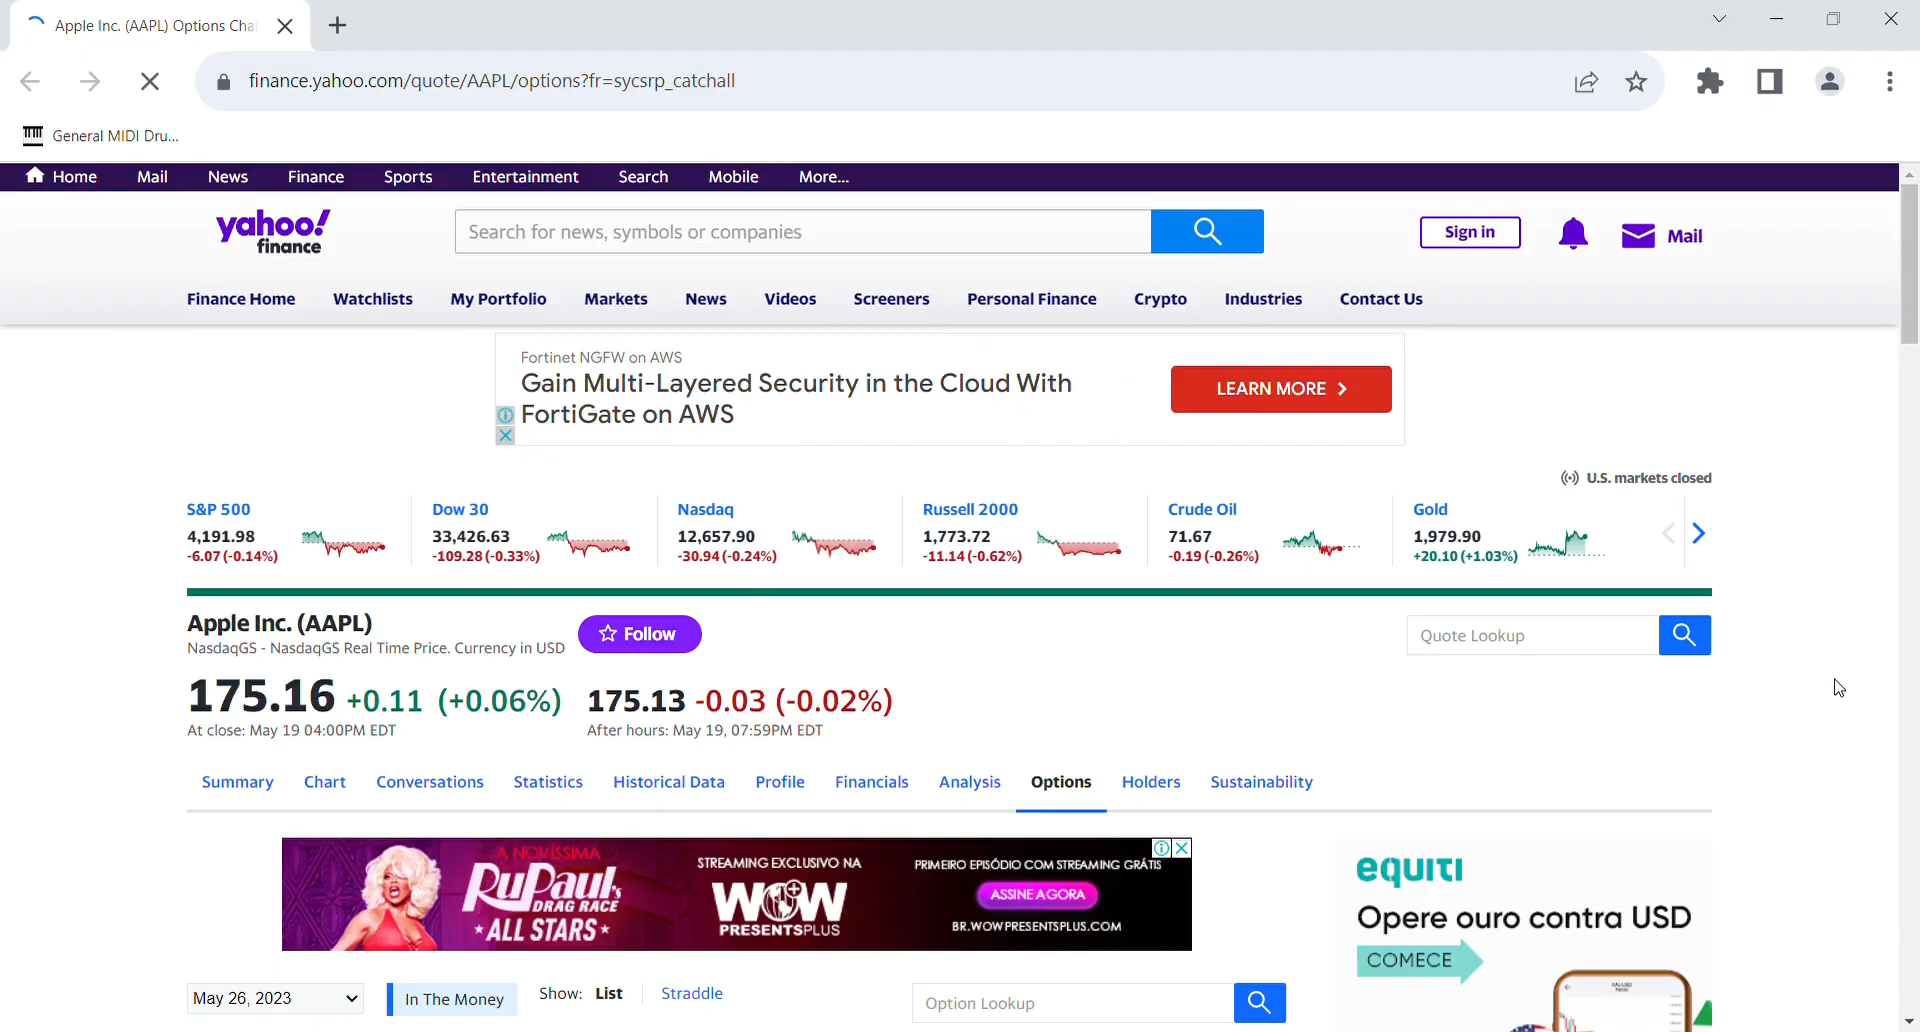 Apple Inc. (AAPL) Options Chai
finance.yahoo.com/quote/AAPL/options?fr=sycsrp_catchall
General MIDI Dru...
Home Mail News Finance Sports Entertainment Search Mobile More...
yahoo!
finance
Search for news, symbols or companies
Sign in
Mail
Finance Home Watchlists My Portfolio Markets News Videos Screeners Personal Finance Crypto Industries Contact Us
Fortinet NGFW on AWS
Gain Multi-Layered Security in the Cloud With
FortiGate on AWS
LEARN MORE
U.S. markets closed
S&P 500 Dow 30 Nasdaq Russell 2000 Crude Oil Gold
4,191.98 33,426.63 12,657.90 1,773.72 71.67 1,979.90
-6.07 (-0.14%) -109.28 (-0.33%) -30.94 (-0.24%) -11.14 (-0.62%) -0.19 (-0.26%) +20.10 (+1.03%)
Apple Inc. (AAPL)
Follow
NasdaqGS - NasdaqGS Real Time Price. Currency in USD
Quote Lookup
175.16 +0.11 (+0.06%) 175.13 -0.03 (-0.02%)
At close: May 19 04:00PM EDT After hours: May 19, 07:59PM EDT
Summary Chart Conversations Statistics Historical Data Profile Financials Analysis Options Holders Sustainability
A NOVÍSSIMA
RuPaul's
DRAG RACE
ALL STARS
STREAMING EXCLUSIVO NA
WOW
PRESENTSPLUS
PRIMEIRO EPISÓDIO COM STREAMING GRÁTIS
ASSINE AGORA
BR.WOWPRESENTSPLUS.COM
equiti
Opere ouro contra USD
COMECE
May 26, 2023 In The Money Show: List Straddle Option Lookup